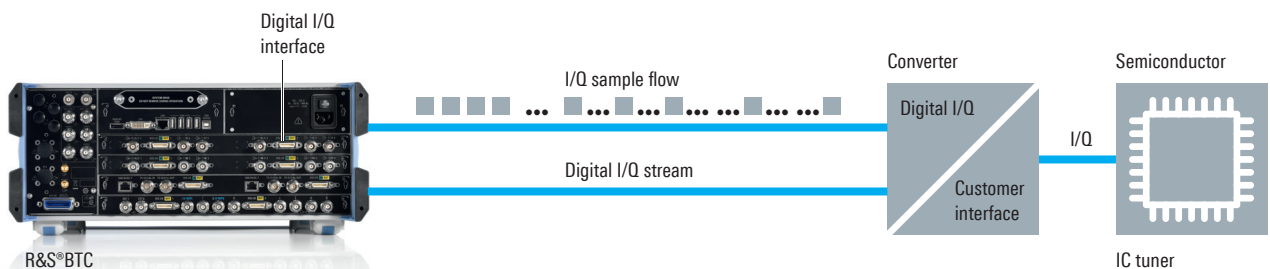 Digital I/Q
interface
I/Q sample flow
Converter
Semiconductor
Digital I/Q
I/Q
Digital I/Q stream
Customer
interface
R&S®BTC
IC tuner